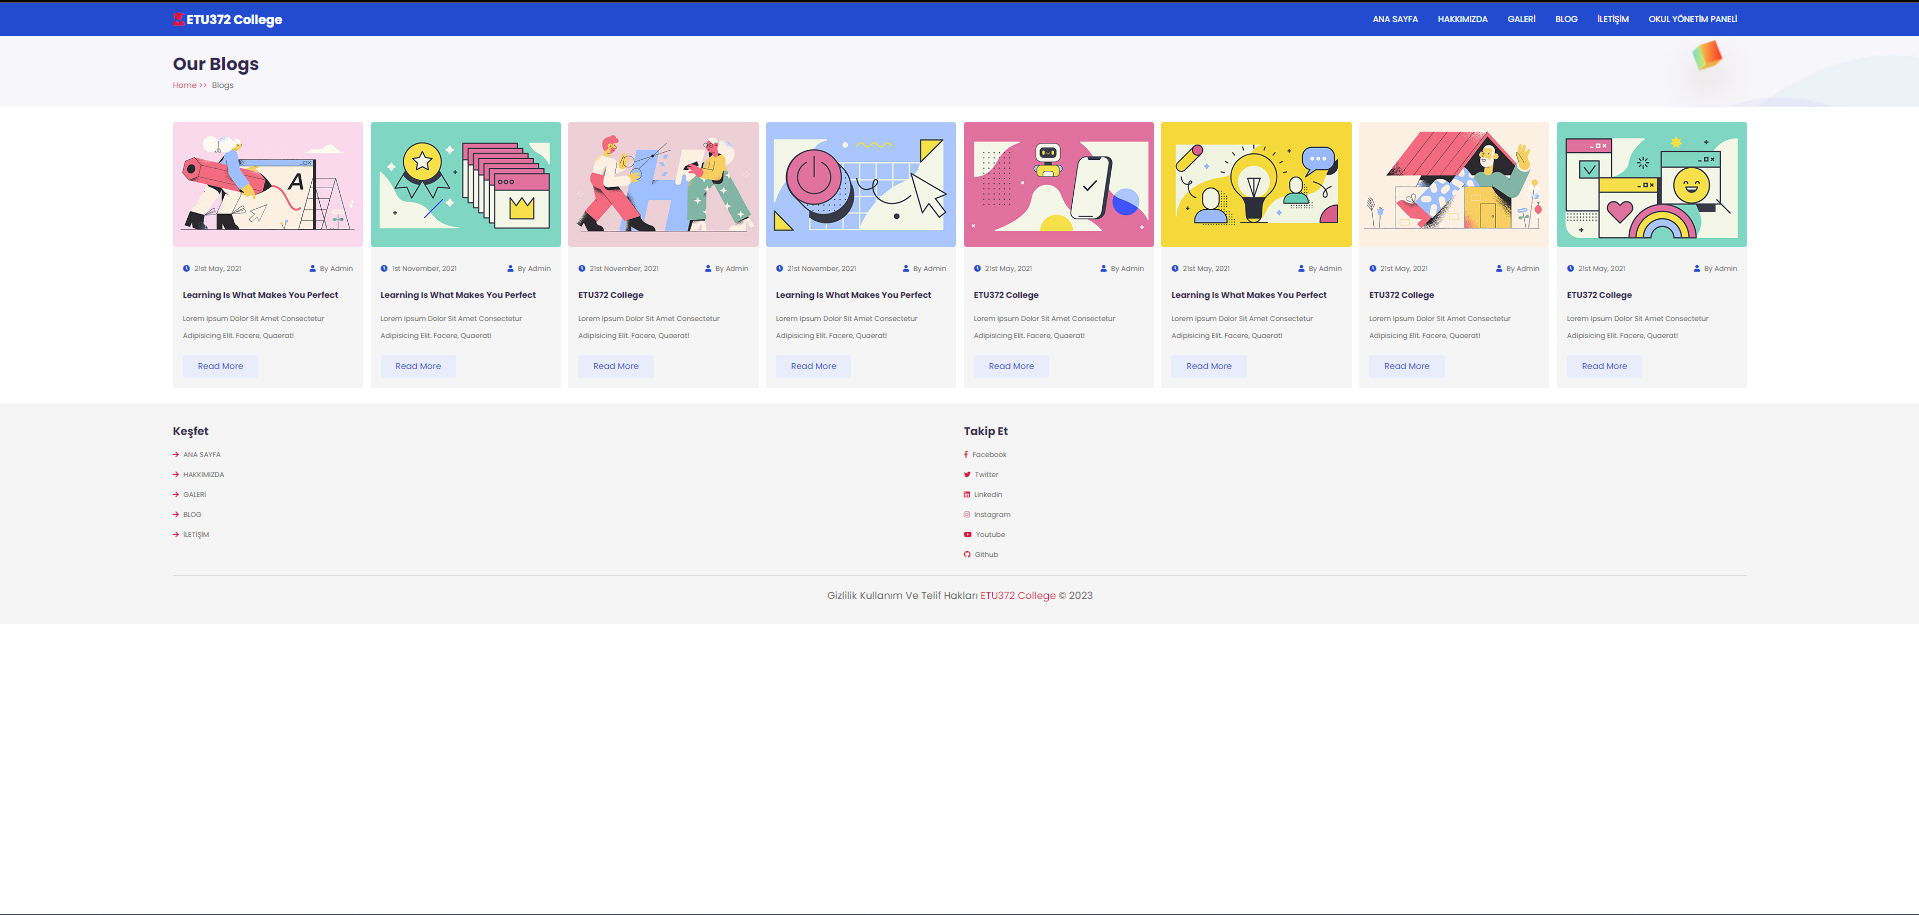 ETU372 College
ANA SAYFA HAKKIMIZDA GALERİ BLOG İLETİŞİM OKUL YÖNETİM PANELİ
Our Blogs
Home >> Blogs
A
21st May, 2021 By Admin
Learning Is What Makes You Perfect
Lorem Ipsum Dolor Sit Amet Consectetur
Adipisicing Elit. Facere, Quaerat!
Read More
1st November, 2021 By Admin
Learning Is What Makes You Perfect
Lorem Ipsum Dolor Sit Amet Consectetur
Adipisicing Elit. Facere, Quaerat!
Read More
21st November, 2021 By Admin
ETU372 College
Lorem Ipsum Dolor Sit Amet Consectetur
Adipisicing Elit. Facere, Quaerat!
Read More
21st November, 2021 By Admin
Learning Is What Makes You Perfect
Lorem Ipsum Dolor Sit Amet Consectetur
Adipisicing Elit. Facere, Quaerat!
Read More
21st May, 2021 By Admin
ETU372 College
Lorem Ipsum Dolor Sit Amet Consectetur
Adipisicing Elit. Facere, Quaerat!
Read More
21st May, 2021 By Admin
Learning Is What Makes You Perfect
Lorem Ipsum Dolor Sit Amet Consectetur
Adipisicing Elit. Facere, Quaerat!
Read More
21st May, 2021 By Admin
ETU372 College
Lorem Ipsum Dolor Sit Amet Consectetur
Adipisicing Elit. Facere, Quaerat!
Read More
21st May, 2021 By Admin
ETU372 College
Lorem Ipsum Dolor Sit Amet Consectetur
Adipisicing Elit. Facere, Quaerat!
Read More
Keşfet
ANA SAYFA
HAKKIMIZDA
GALERİ
BLOG
İLETİŞİM
Takip Et
Facebook
Twitter
Linkedin
Instagram
Youtube
Github
Gizlilik Kullanım Ve Telif Hakları ETU372 College © 2023